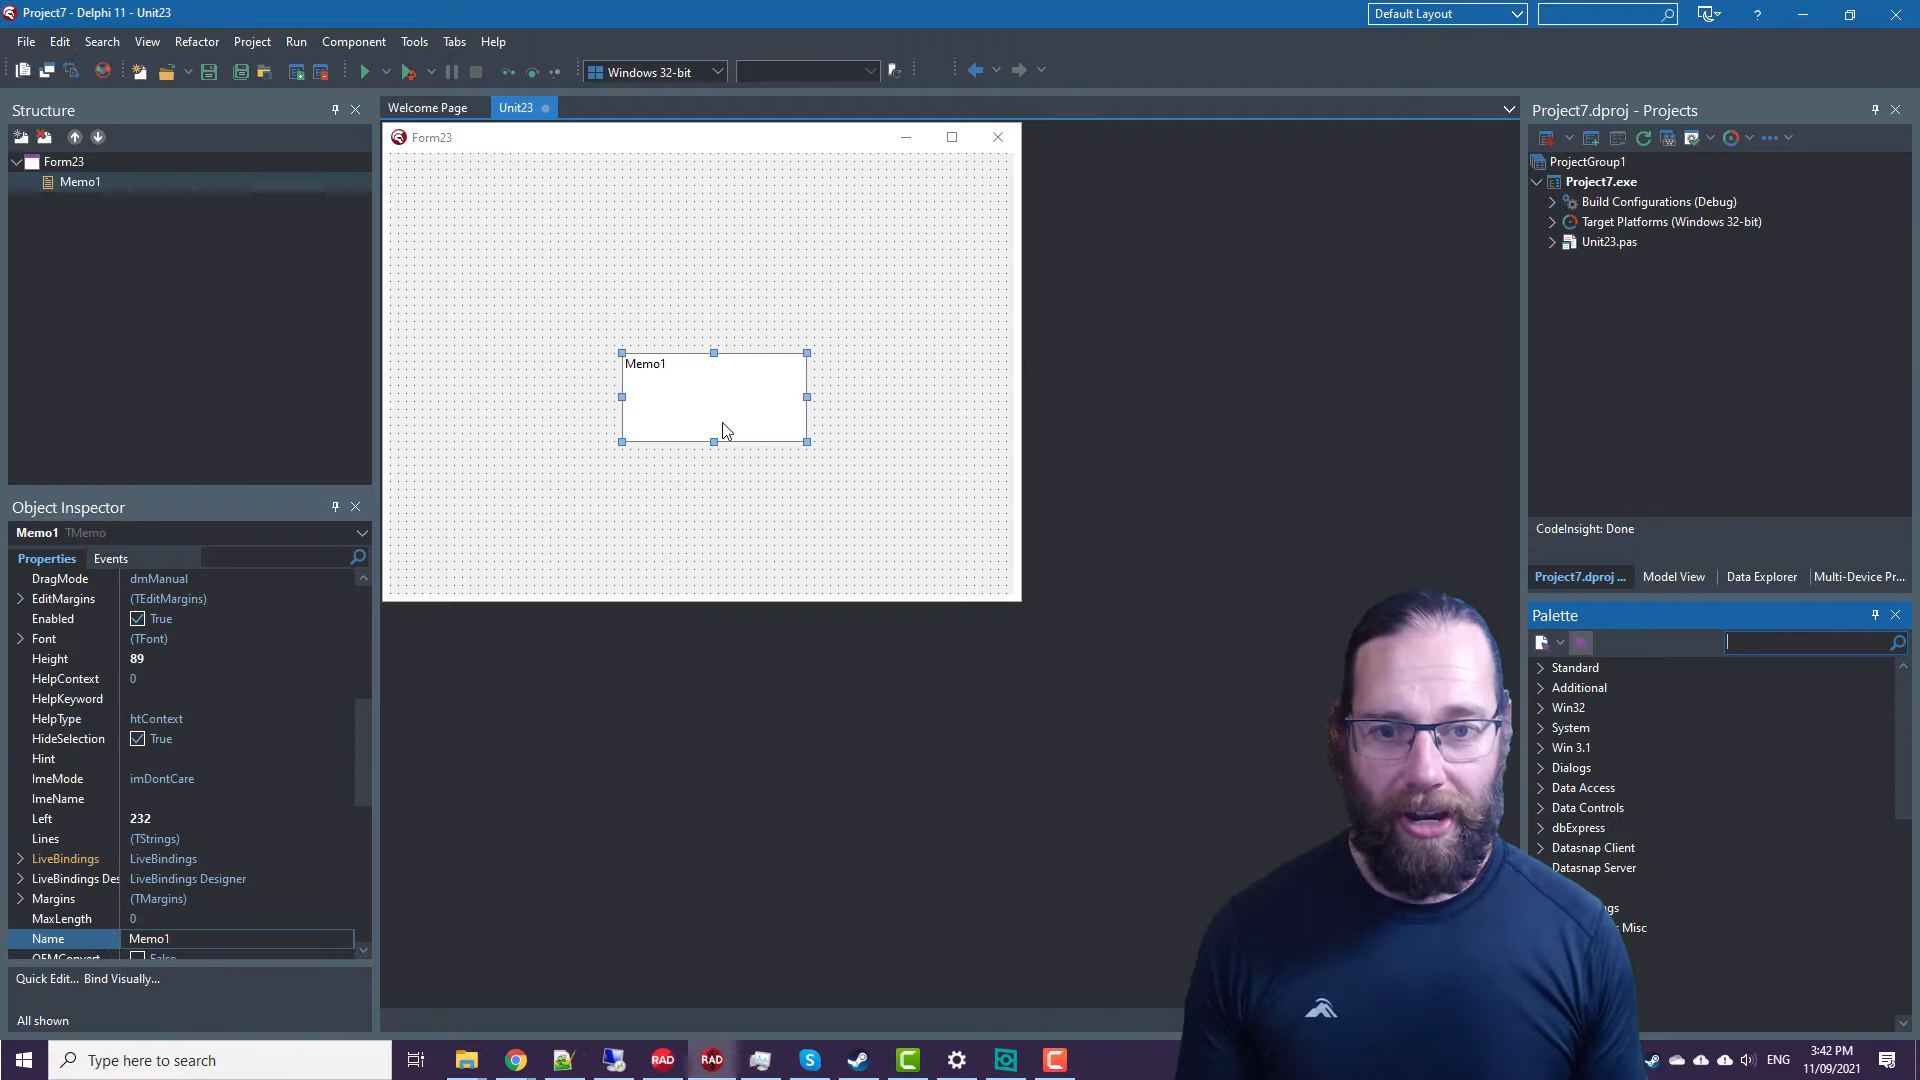 Project7 - Delphi 11 - Unit23
Default Layout
File Edit Search View Refactor Project Run Component Tools Tabs Help
Windows 32-bit
Structure
Form23
Memo1
Welcome Page
Unit23
Form23
Memo1
Object Inspector
Memo1 TMemo
Properties
Events
DragMode dmManual
EditMargins (TEditMargins)
Enabled True
Font (TFont)
Height 89
HelpContext 0
HelpKeyword
HelpType htContext
HideSelection True
Hint
ImeMode imDontCare
ImeName
Left 232
Lines (TStrings)
LiveBindings LiveBindings
LiveBindings Des LiveBindings Designer
Margins (TMargins)
MaxLength 0
Name Memo1
Quick Edit... Bind Visually...
All shown
Project7.dproj - Projects
ProjectGroup1
Project7.exe
Build Configurations (Debug)
Target Platforms (Windows 32-bit)
Unit23.pas
CodeInsight: Done
Project7.dproj ... Model View Data Explorer Multi-Device Pr...
Palette
Standard
Additional
Win32
System
Win 3.1
Dialogs
Data Access
Data Controls
dbExpress
Datasnap Client
Datasnap Server
gs
Misc
Type here to search
RAD
RAD
ENG
3:42 PM
11/09/2021